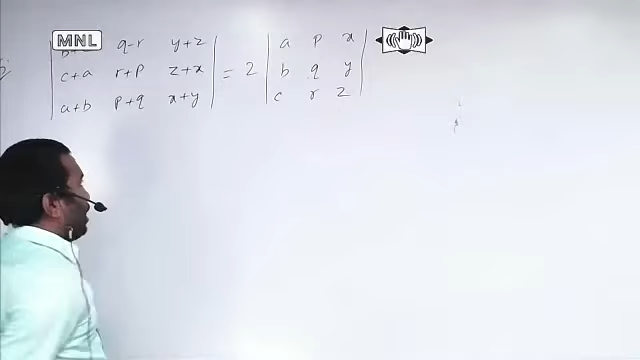 MNL
q-r y+z
c+a r+p z+x
a+b p+q x+y
= 2
a p x
b q y
c r z